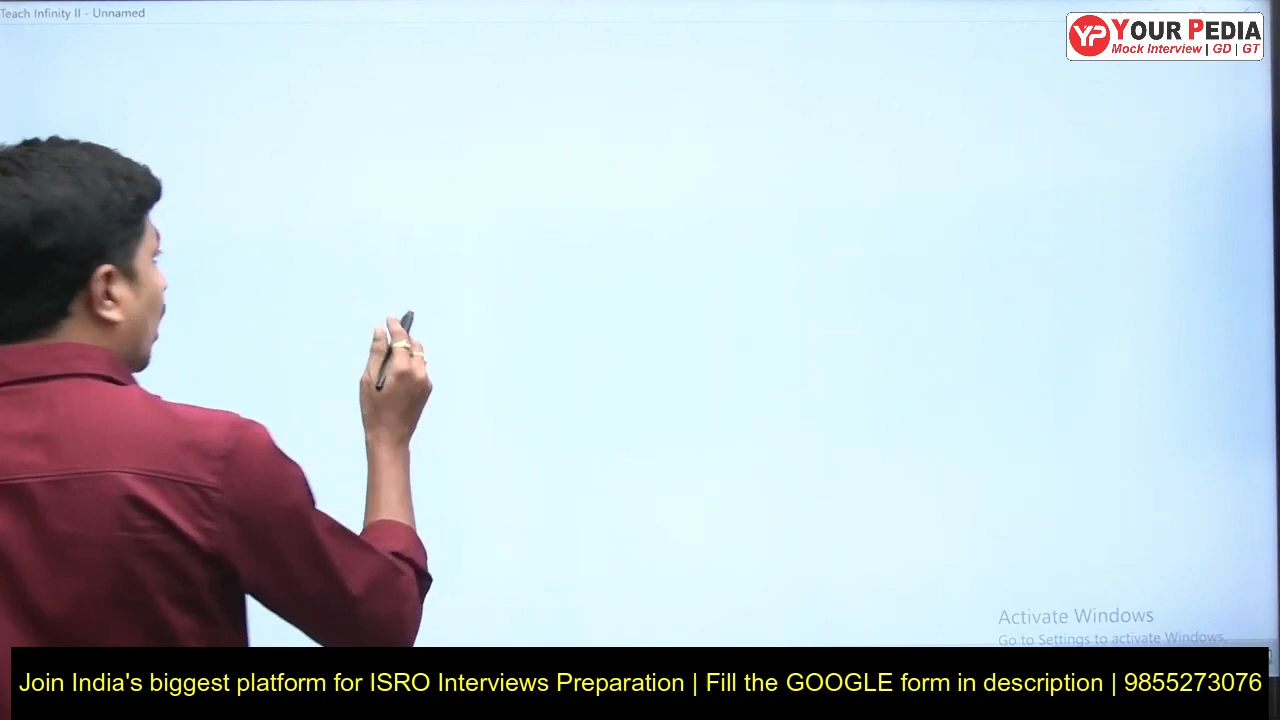 Teach Infinity II - Unnamed
YP YOUR PEDIA
Mock Interview | GD | GT
Activate Windows
Go to Settings to activate Windows.
Join India's biggest platform for ISRO Interviews Preparation | Fill the GOOGLE form in description | 9855273076